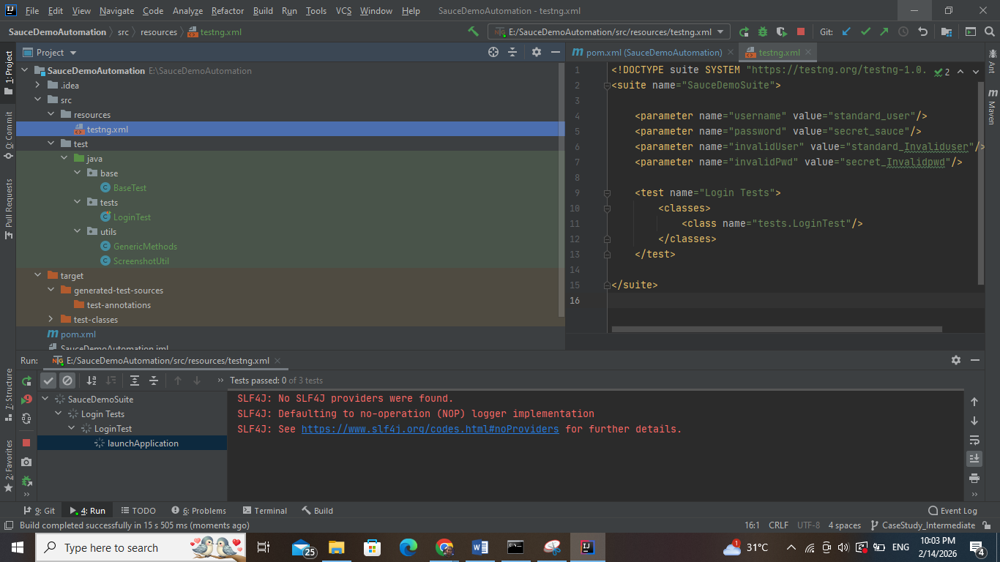 File Edit View Navigate Code Analyze Refactor Build Run Tools VCS Window Help SauceDemoAutomation - testng.xml
SauceDemoAutomation src resources testng.xml E:/SauceDemoAutomation/src/resources/testng.xml Git:
1: Project
0: Commit
Pull Requests
7: Structure
2: Favorites
Project
SauceDemoAutomation E:\SauceDemoAutomation
.idea
src
resources
testng.xml
test
java
base
BaseTest
tests
LoginTest
utils
GenericMethods
ScreenshotUtil
target
generated-test-sources
test-annotations
test-classes
pom.xml
SauceDemoAutomation.iml
pom.xml (SauceDemoAutomation) testng.xml
2
1 <!DOCTYPE suite SYSTEM "https://testng.org/testng-1.0.
2 <suite name="SauceDemoSuite">
3
4 <parameter name="username" value="standard_user"/>
5 <parameter name="password" value="secret_sauce"/>
6 <parameter name="invalidUser" value="standard_Invaliduser"/>
7 <parameter name="invalidPwd" value="secret_Invalidpwd"/>
8
9 <test name="Login Tests">
10 <classes>
11 <class name="tests.LoginTest"/>
12 </classes>
13 </test>
14
15 </suite>
16
Ant
Maven
Run: E:/SauceDemoAutomation/src/resources/testng.xml
Tests passed: 0 of 3 tests
SauceDemoSuite
Login Tests
LoginTest
launchApplication
SLF4J: No SLF4J providers were found.
SLF4J: Defaulting to no-operation (NOP) logger implementation
SLF4J: See https://www.slf4j.org/codes.html#noProviders for further details.
9: Git 4: Run TODO 6: Problems Terminal Build Event Log
Build completed successfully in 15 s 505 ms (moments ago) 16:1 CRLF UTF-8 4 spaces CaseStudy_Intermediate
Type here to search 25 1 31°C ENG 10:03 PM
2/14/2026 4